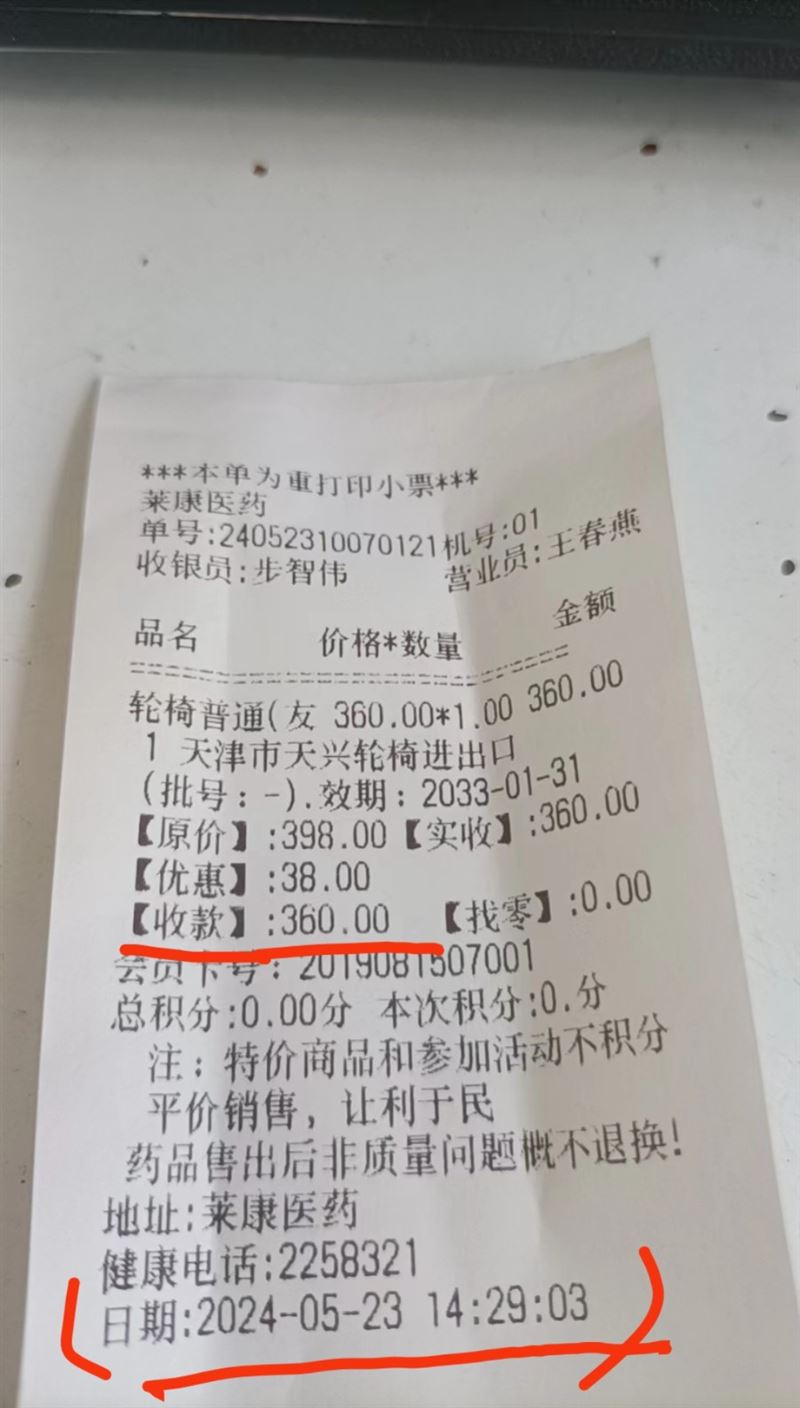 ***本单为重打印小票***
莱康医药
单号:24052310070121机号:01
收银员:步智伟 营业员:王春燕
品名 价格*数量 金额
轮椅普通(友 360.00*1.00 360.00
1 天津市天兴轮椅进出口
(批号:-).效期:2033-01-31
【原价】:398.00【实收】:360.00
【优惠】:38.00
【收款】:360.00 【找零】:0.00
会员卡号:2019081507001
总积分:0.00分 本次积分:0.分
注:特价商品和参加活动不积分
平价销售，让利于民
药品售出后非质量问题概不退换!
地址:莱康医药
健康电话:2258321
日期:2024-05-23 14:29:03